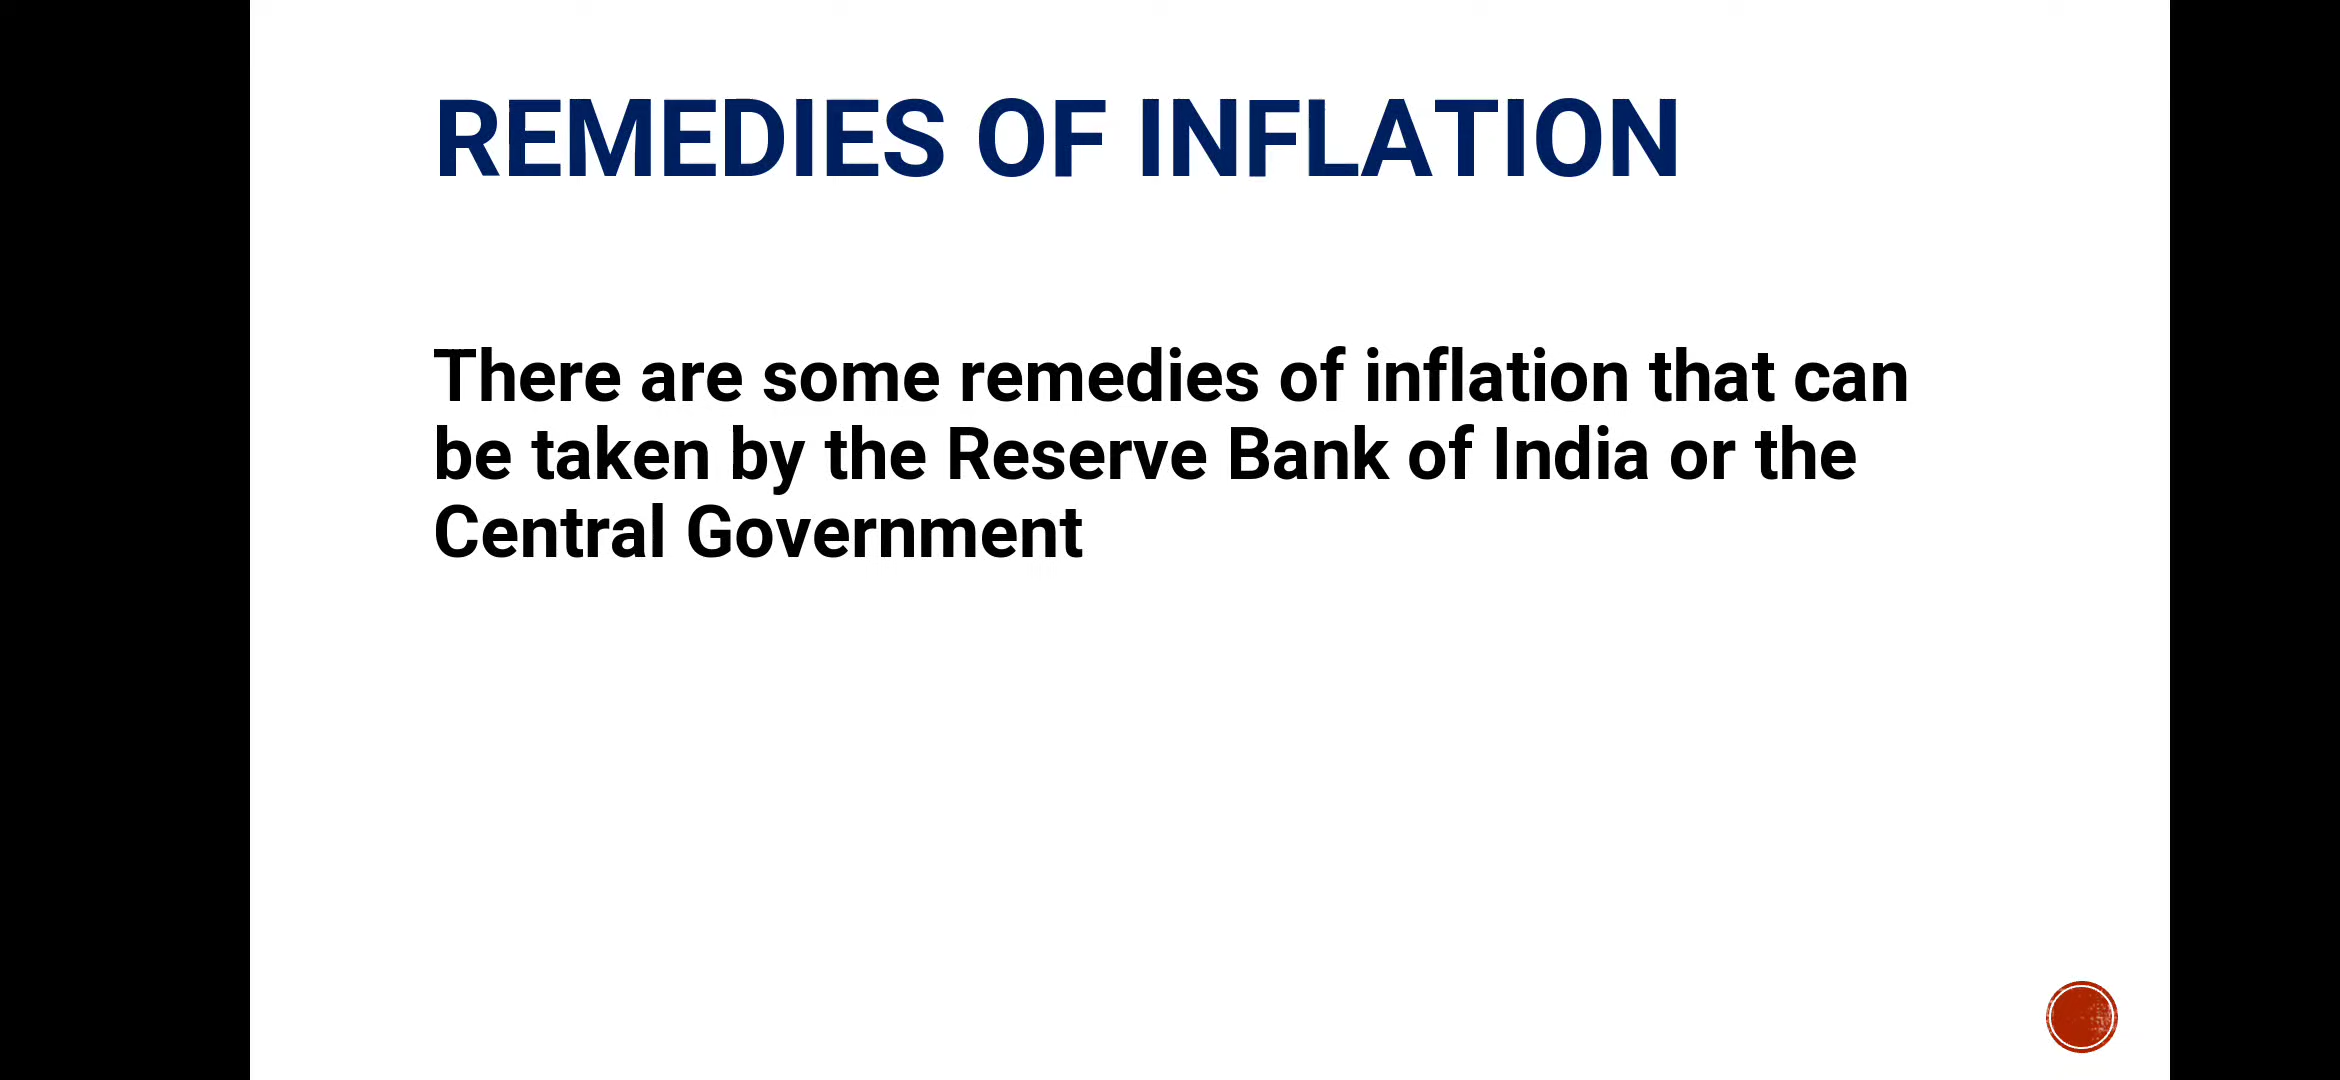 REMEDIES OF INFLATION
There are some remedies of inflation that can
be taken by the Reserve Bank of India or the
Central Government